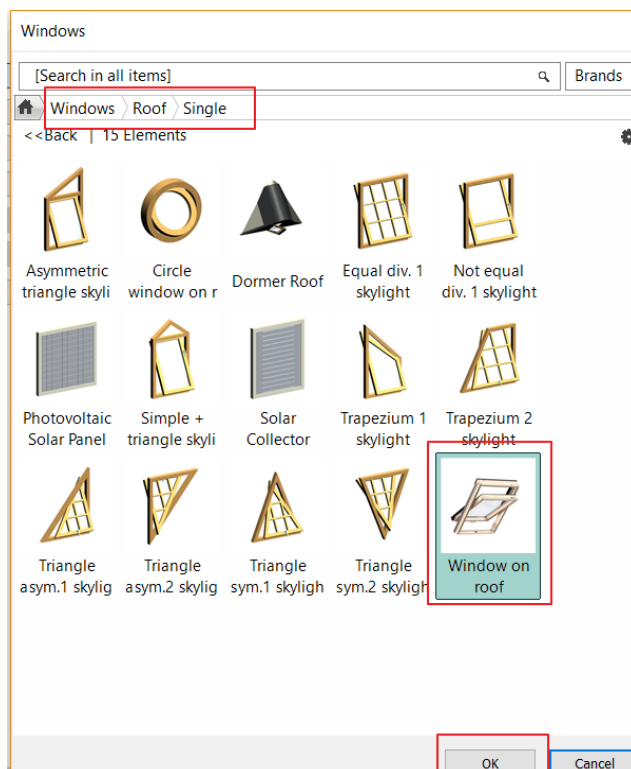 Windows
[Search in all items]
Brands
Windows Roof Single
<<Back | 15 Elements
Asymmetric
triangle skyli
Circle
window on r
Dormer Roof
Equal div. 1
skylight
Not equal
div. 1 skylight
Photovoltaic
Solar Panel
Simple +
triangle skyli
Solar
Collector
Trapezium 1
skylight
Trapezium 2
skylight
Triangle
asym.1 skylig
Triangle
asym.2 skylig
Triangle
sym.1 skyligh
Triangle
sym.2 skyligh
Window on
roof
OK
Cancel